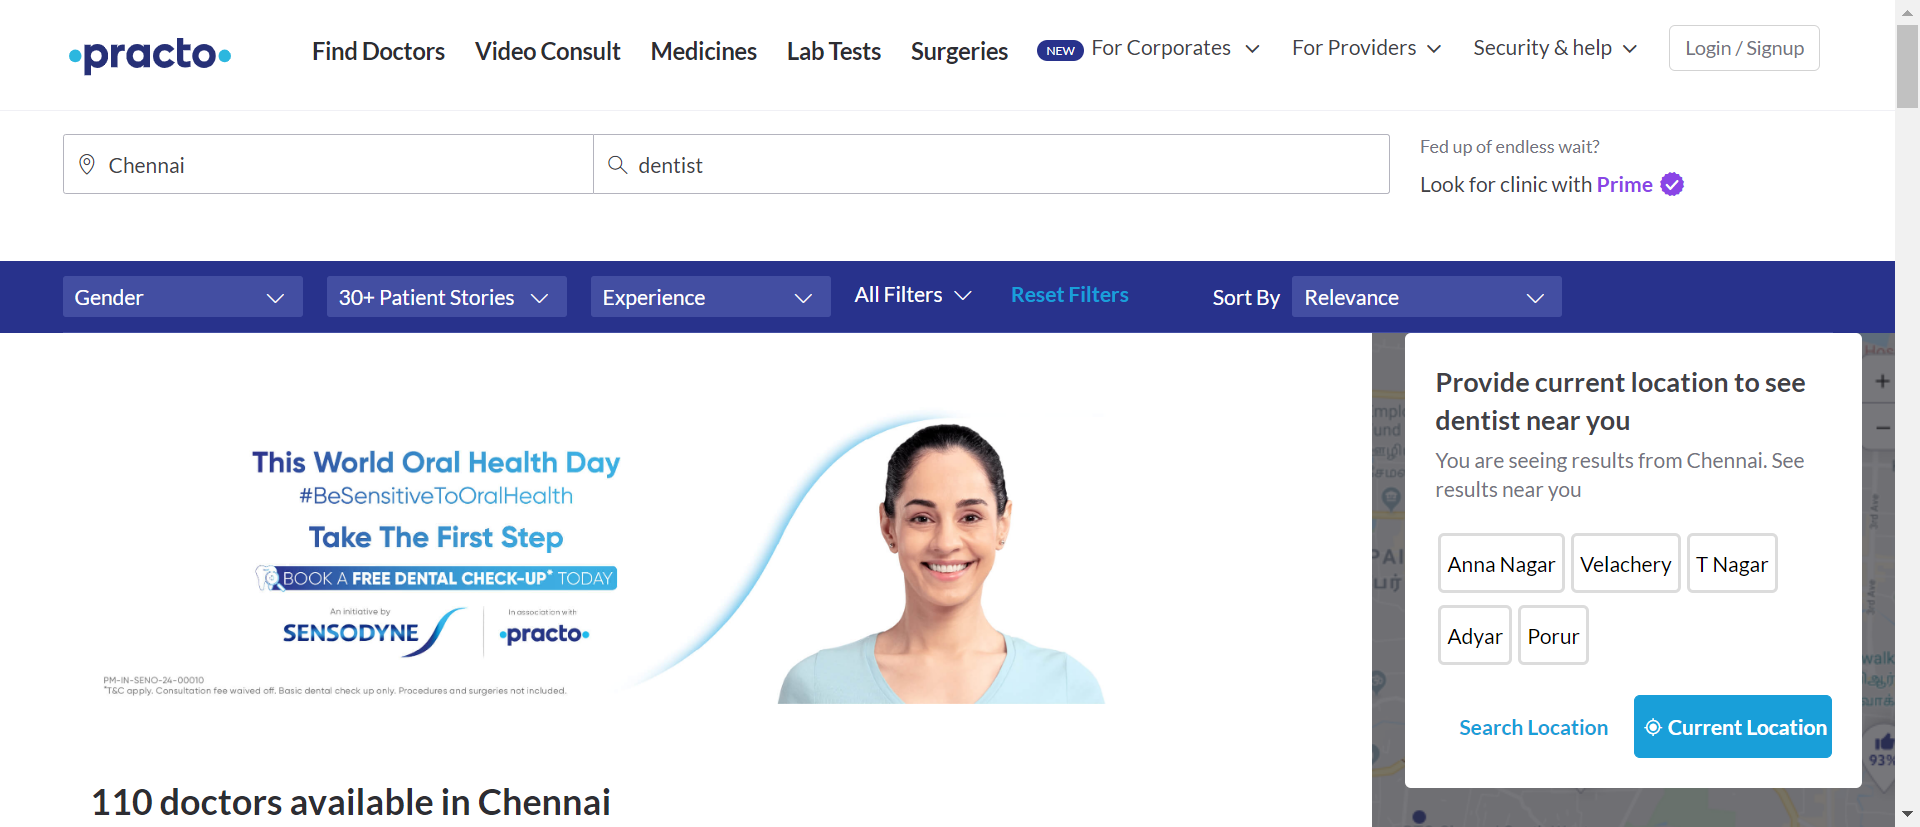 practo
Find Doctors
Video Consult
Medicines
Lab Tests
Surgeries
NEW
For Corporates
For Providers
Security & help
Login / Signup
Chennai
dentist
Fed up of endless wait?
Look for clinic with Prime
Gender
30+ Patient Stories
Experience
All Filters
Reset Filters
Sort By
Relevance
This World Oral Health Day
#BeSensitiveToOralHealth
Take The First Step
BOOK A FREE DENTAL CHECK-UP* TODAY
An initiative by
SENSODYNE
In association with
practo
PM-IN-SENO-24-00010
*T&C apply. Consultation fee waived off. Basic dental check up only. Procedures and surgeries not included.
110 doctors available in Chennai
Provide current location to see
dentist near you
You are seeing results from Chennai. See
results near you
Anna Nagar
Velachery
T Nagar
Adyar
Porur
Search Location
Current Location
3rd Ave
3rd Ave
93%